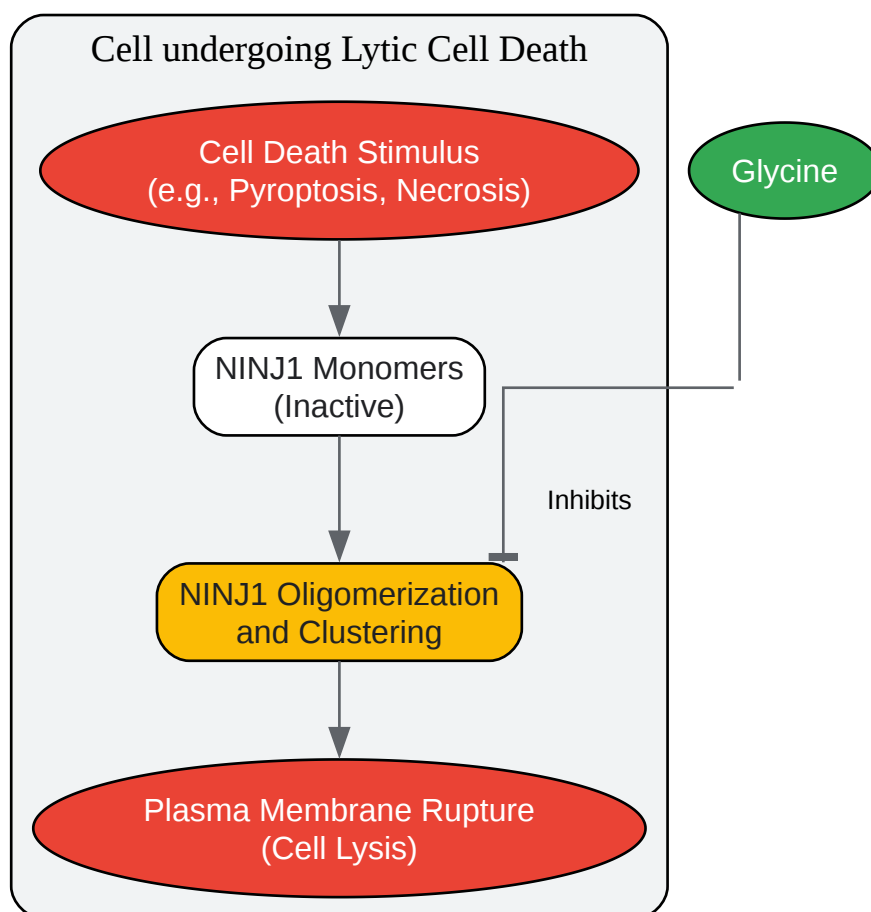 Cell undergoing Lytic Cell Death
Cell Death Stimulus
(e.g., Pyroptosis, Necrosis)
Glycine
NINJ1 Monomers
(Inactive)
Inhibits
NINJ1 Oligomerization
and Clustering
Plasma Membrane Rupture
(Cell Lysis)